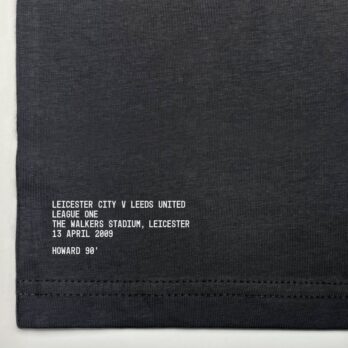 LEICESTER CITY V LEEDS UNITED
LEAGUE ONE
THE WALKERS STADIUM, LEICESTER
13 APRIL 2009
HOWARD 90'